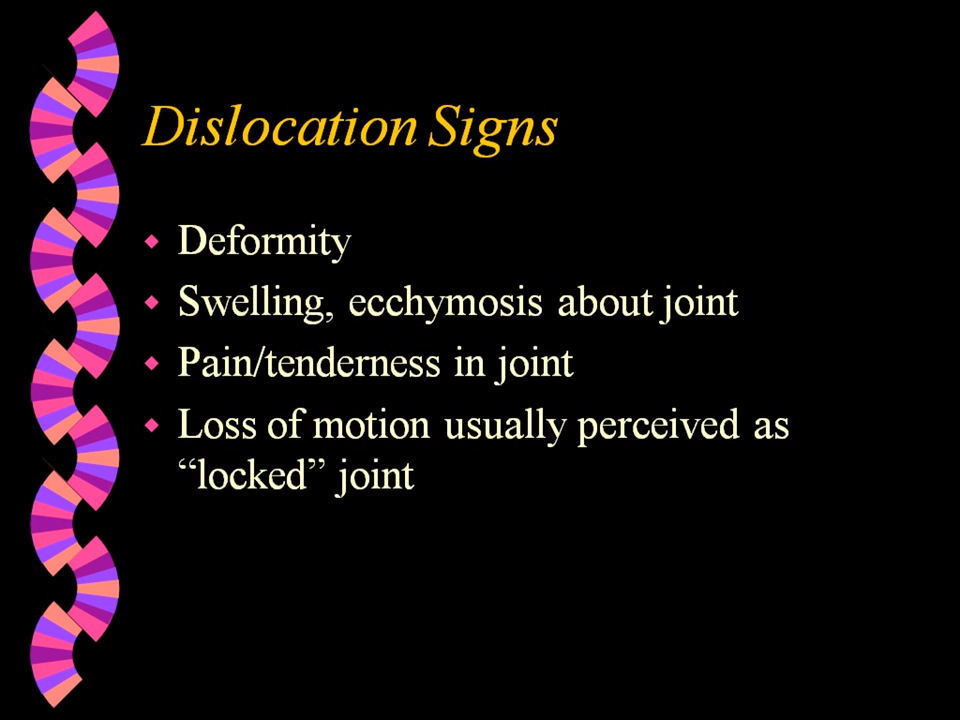 Dislocation Signs
Deformity
Swelling, ecchymosis about joint
Pain/tenderness in joint
Loss of motion usually perceived as
“locked” joint